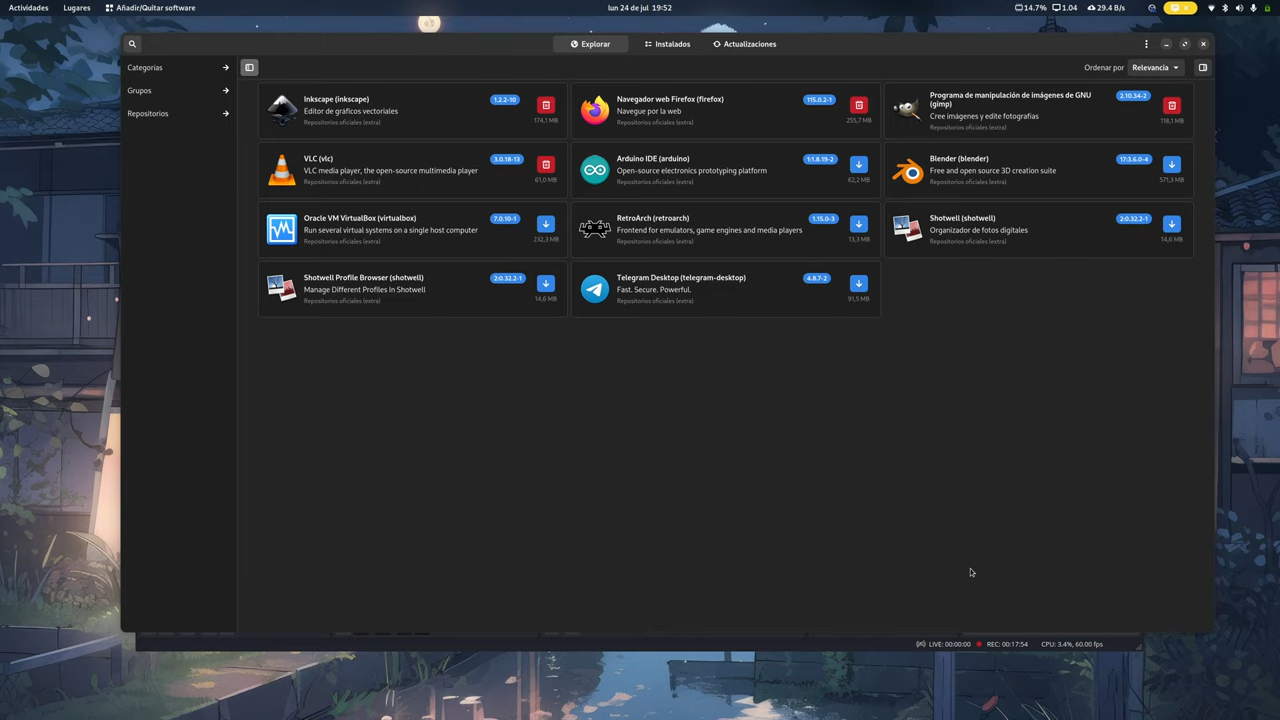 Actividades Lugares Añadir/Quitar software lun 24 de jul 19:52 14.7% 1.04 29.4 B/s
Explorar Instalados Actualizaciones
Categorías
Grupos
Repositorios
Ordenar por Relevancia
Inkscape (inkscape) 1.2.2-10
Editor de gráficos vectoriales
Repositorios oficiales (extra) 174,1 MB
Navegador web Firefox (firefox) 115.0.2-1
Navegue por la web
Repositorios oficiales (extra) 255,7 MB
Programa de manipulación de imágenes de GNU 2.10.34-2
(gimp)
Cree imágenes y edite fotografías
Repositorios oficiales (extra) 118,1 MB
VLC (vlc) 3.0.18-13
VLC media player, the open-source multimedia player
Repositorios oficiales (extra) 61,0 MB
Arduino IDE (arduino) 1:1.8.19-2
Open-source electronics prototyping platform
Repositorios oficiales (extra) 62,2 MB
Blender (blender) 17:3.6.0-4
Free and open source 3D creation suite
Repositorios oficiales (extra) 571,3 MB
Oracle VM VirtualBox (virtualbox) 7.0.10-1
Run several virtual systems on a single host computer
Repositorios oficiales (extra) 232,3 MB
RetroArch (retroarch) 1.15.0-3
Frontend for emulators, game engines and media players
Repositorios oficiales (extra) 13,3 MB
Shotwell (shotwell) 2:0.32.2-1
Organizador de fotos digitales
Repositorios oficiales (extra) 14,6 MB
Shotwell Profile Browser (shotwell) 2:0.32.2-1
Manage Different Profiles In Shotwell
Repositorios oficiales (extra) 14,6 MB
Telegram Desktop (telegram-desktop) 4.8.7-2
Fast. Secure. Powerful.
Repositorios oficiales (extra) 91,5 MB
LIVE: 00:00:00 REC: 00:17:54 CPU: 3.4%, 60.00 fps